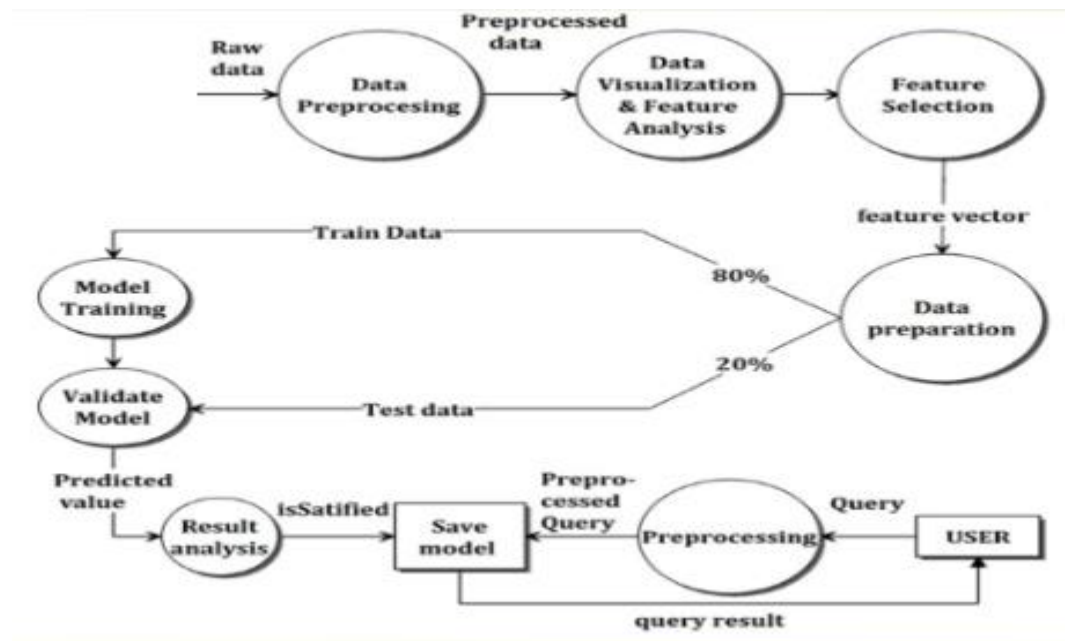 Raw
data
Data
Preprocesing
Preprocessed
data
Data
Visualization
& Feature
Analysis
Feature
Selection
feature vector
Data
preparation
80%
Train Data
20%
Test data
Model
Training
Validate
Model
Predicted
value
Result
analysis
isSatified
Save
model
Prepro-
cessed
Query
Preprocessing
Query
USER
query result